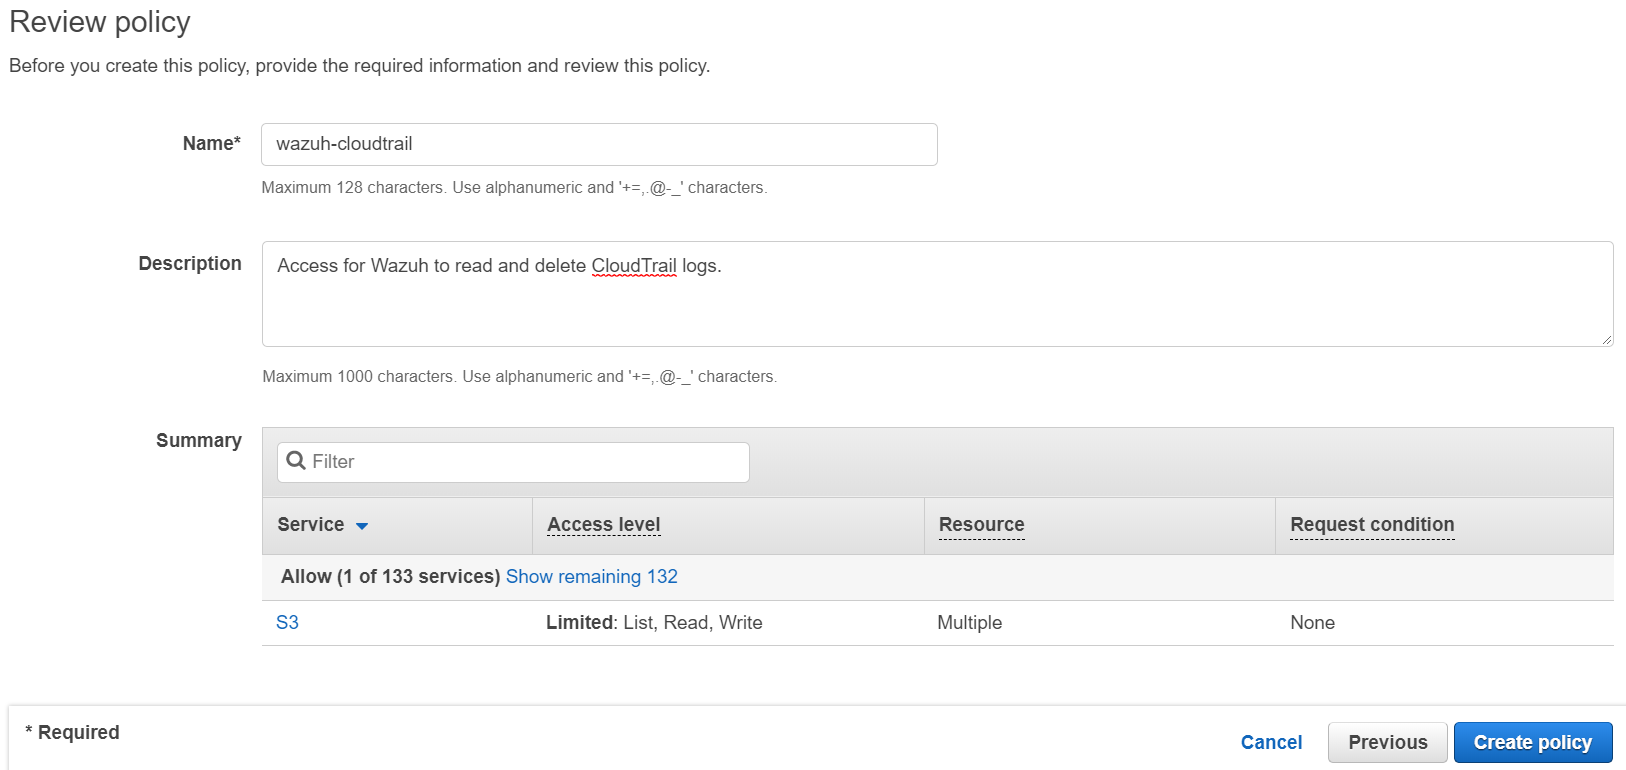 Review policy
Before you create this policy, provide the required information and review this policy.
Name* wazuh-cloudtrail
Maximum 128 characters. Use alphanumeric and '+=,.@-_' characters.
Description Access for Wazuh to read and delete CloudTrail logs.
Maximum 1000 characters. Use alphanumeric and '+=,.@-_' characters.
Summary Filter
Service Access level Resource Request condition
Allow (1 of 133 services) Show remaining 132
S3 Limited: List, Read, Write Multiple None
* Required Cancel Previous Create policy